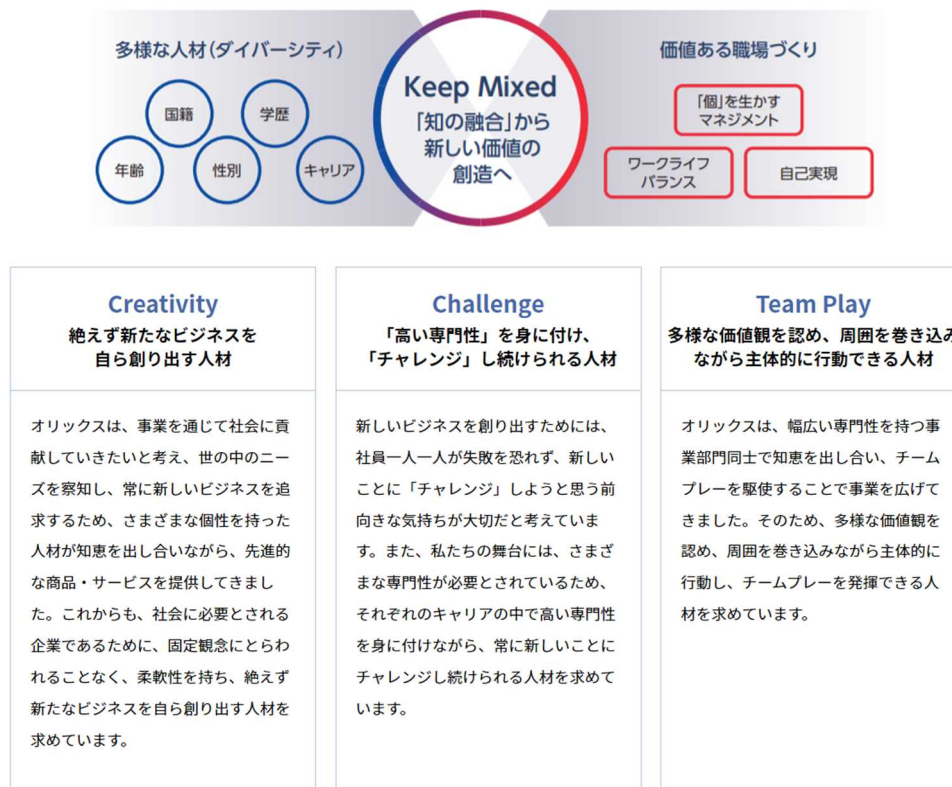 多様な人材(ダイバーシティ)
国籍
学歴
年齢
性別
キャリア
Keep Mixed
「知の融合」から
新しい価値の
創造へ
価値ある職場づくり
「個」を生かす
マネジメント
ワークライフ
バランス
自己実現
Creativity
絶えず新たなビジネスを
自ら創り出す人材
オリックスは、事業を通じて社会に貢
献していきたいと考え、世の中のニー
ズを察知し、常に新しいビジネスを追
求するため、さまざまな個性を持った
人材が知恵を出し合いながら、先進的
な商品・サービスを提供してきまし
た。これからも、社会に必要とされる
企業であるために、固定観念にとらわ
れることなく、柔軟性を持ち、絶えず
新たなビジネスを自ら創り出す人材を
求めています。
Challenge
「高い専門性」を身に付け、
「チャレンジ」し続けられる人材
新しいビジネスを創り出すためには、
社員一人一人が失敗を恐れず、新しい
ことに「チャレンジ」しようと思う前
向きな気持ちが大切だと考えていま
す。また、私たちの舞台には、さまざ
まな専門性が必要とされているため、
それぞれのキャリアの中で高い専門性
を身に付けながら、常に新しいことに
チャレンジし続けられる人材を求めて
います。
Team Play
多様な価値観を認め、周囲を巻き込み
ながら主体的に行動できる人材
オリックスは、幅広い専門性を持つ事
業部門同士で知恵を出し合い、チーム
プレーを駆使することで事業を広げて
きました。そのため、多様な価値観を
認め、周囲を巻き込みながら主体的に
行動し、チームプレーを発揮できる人
材を求めています。